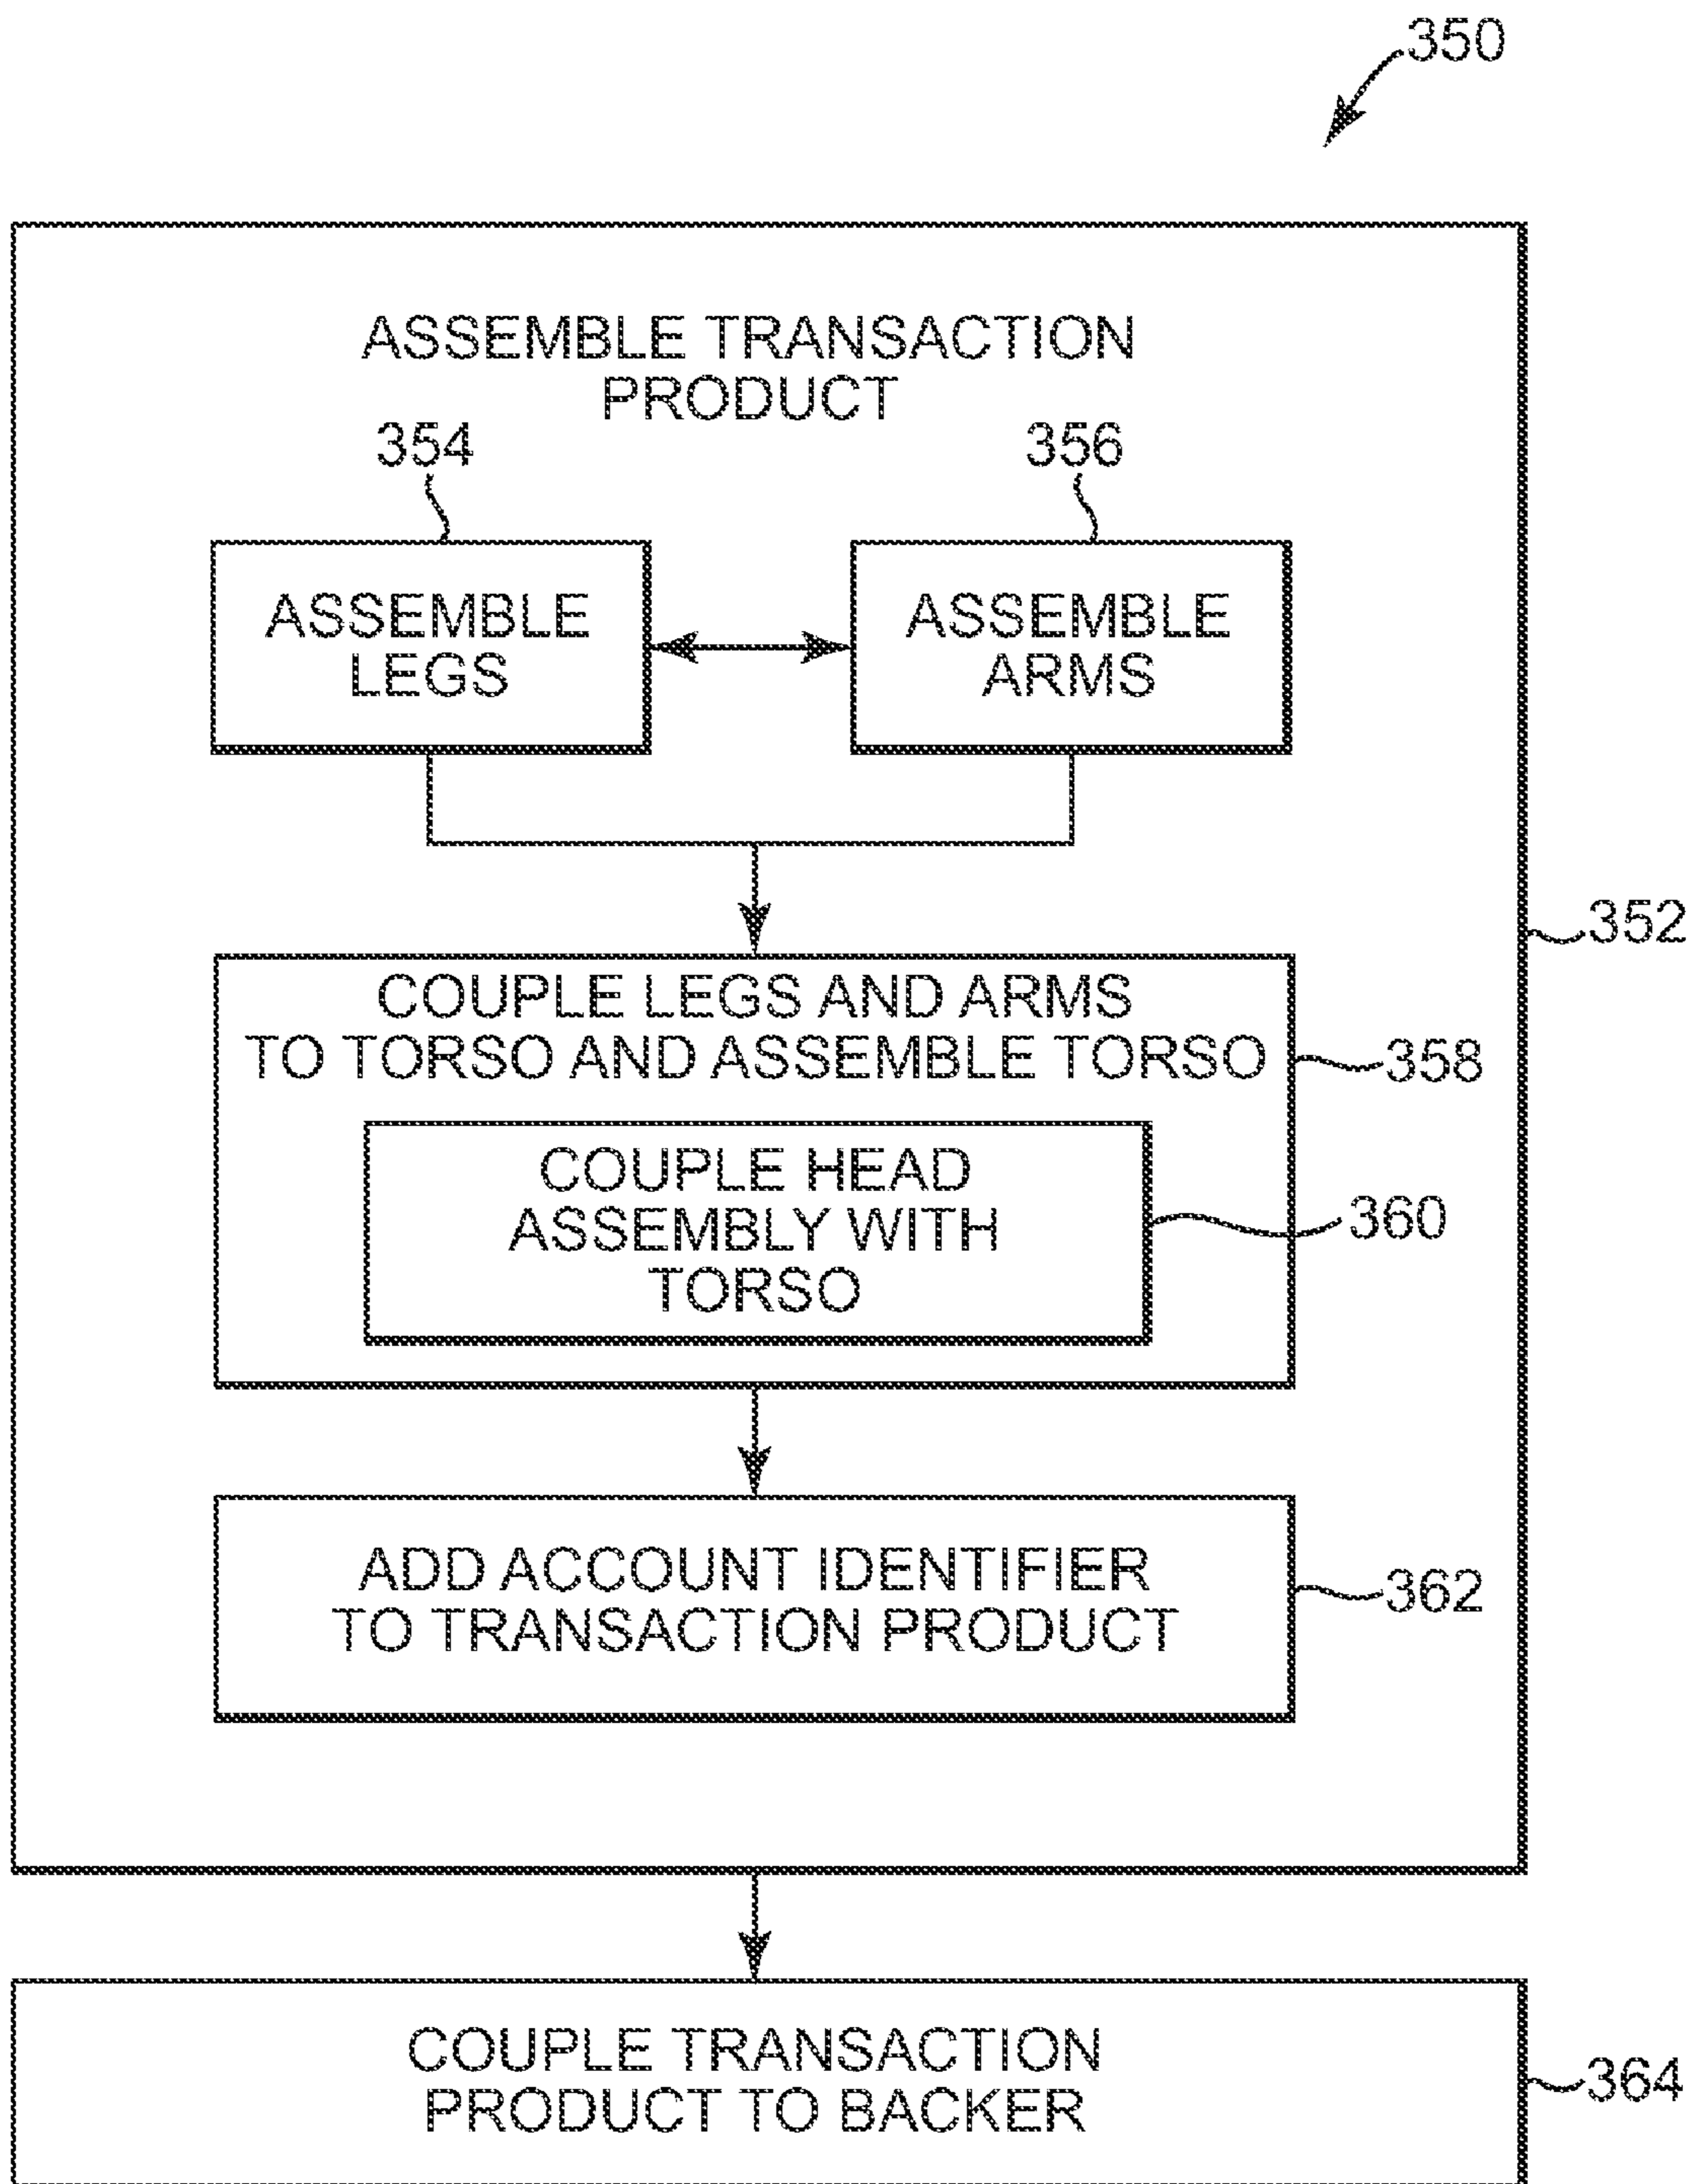 350
ASSEMBLE TRANSACTION
PRODUCT
354
356
ASSEMBLE
LEGS
ASSEMBLE
ARMS
352
COUPLE LEGS AND ARMS
TO TORSO AND ASSEMBLE TORSO
358
COUPLE HEAD
ASSEMBLY WITH
TORSO
360
ADD ACCOUNT IDENTIFIER
TO TRANSACTION PRODUCT
362
COUPLE TRANSACTION
PRODUCT TO BACKER
364